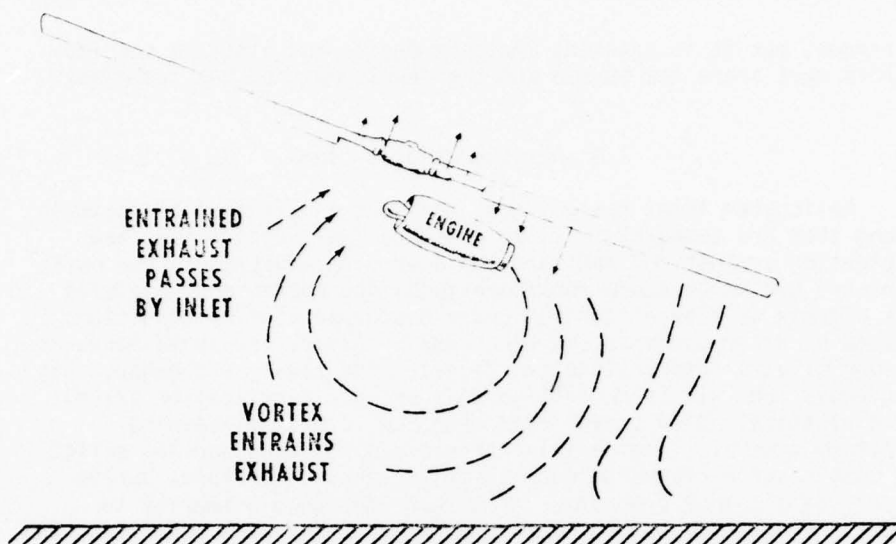 ENTRAINED
EXHAUST
PASSES
BY INLET
ENGINE
VORTEX
ENTRAINS
EXHAUST